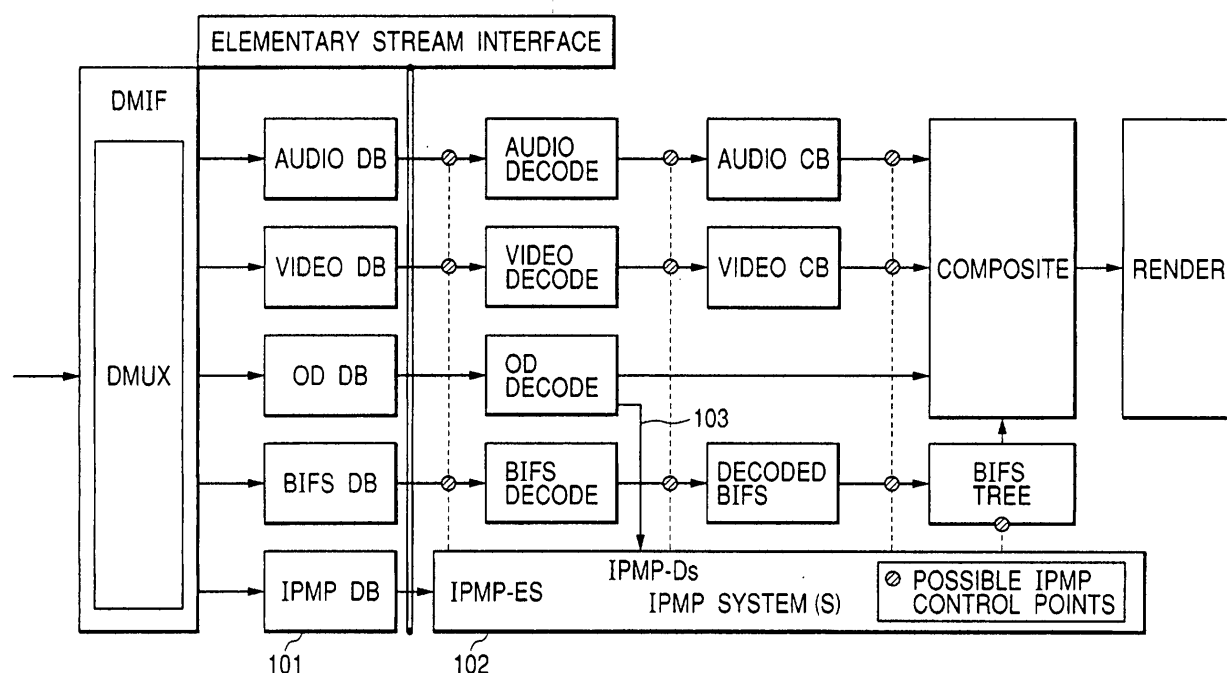 ELEMENTARY STREAM INTERFACE
DMIF
DMUX
AUDIO DB
AUDIO
DECODE
AUDIO CB
VIDEO DB
VIDEO
DECODE
VIDEO CB
COMPOSITE
RENDER
OD DB
OD
DECODE
103
BIFS DB
BIFS
DECODE
DECODED
BIFS
BIFS
TREE
IPMP DB
IPMP-ES
IPMP-Ds
IPMP SYSTEM (S)
POSSIBLE IPMP
CONTROL POINTS
101
102